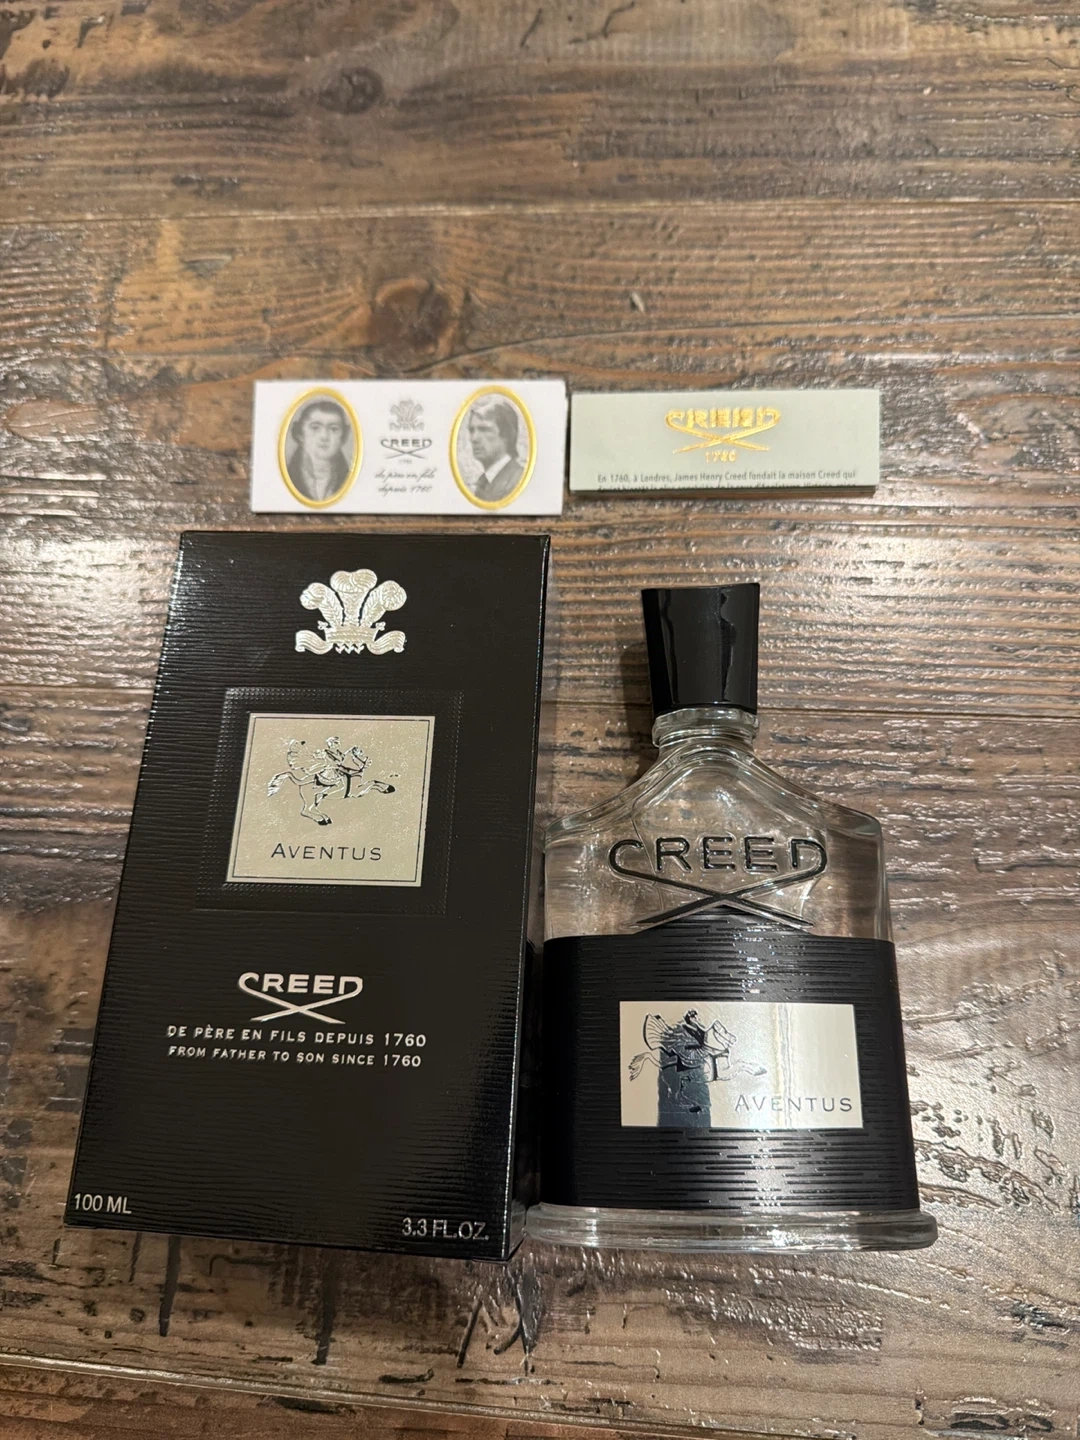 CREED
1760
de père en fils
depuis 1760
CREED
1760
En 1760, à Londres, James Henry Creed fondait la maison Creed qui
AVENTUS
CREED
DE PÈRE EN FILS DEPUIS 1760
FROM FATHER TO SON SINCE 1760
100 ML
3.3 FL.OZ.
CREED
AVENTUS